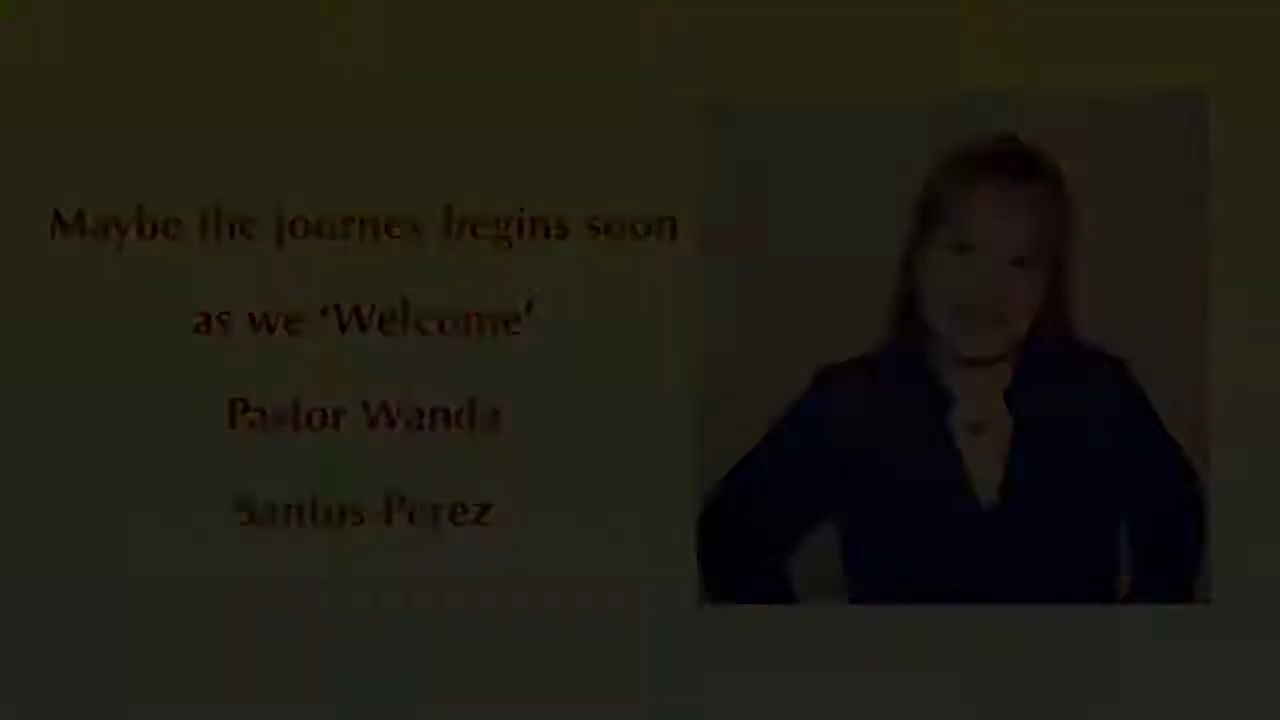 Maybe the journey begins soon
as we ‘Welcome’
Pastor Wanda
Santos-Perez